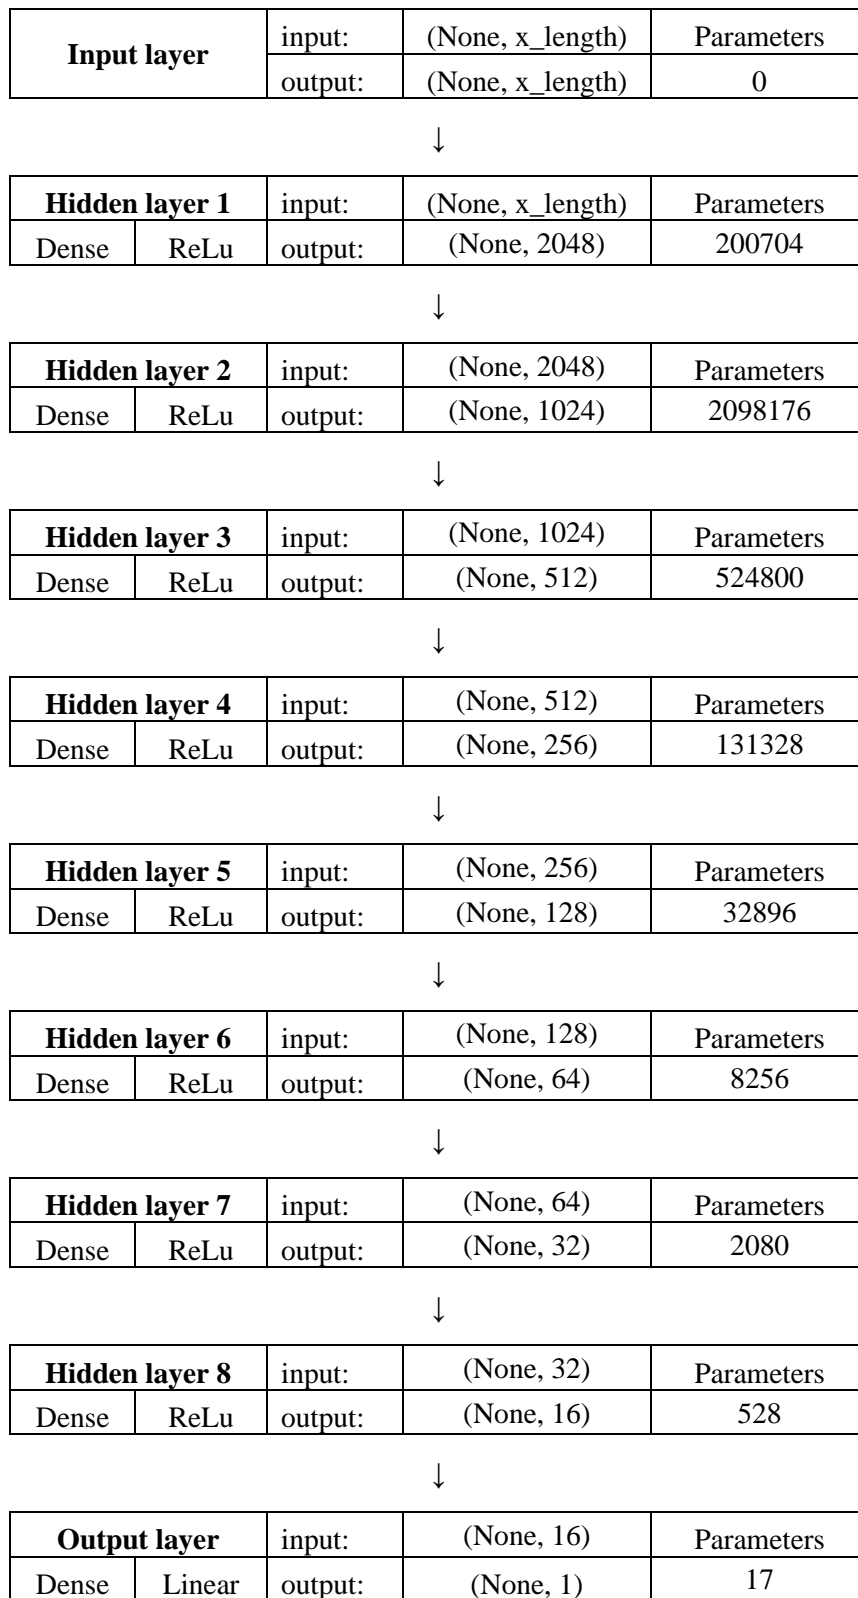 Input layer input: (None, x_length) Parameters
output: (None, x_length) 0
↓
Hidden layer 1 input: (None, x_length) Parameters
Dense ReLu output: (None, 2048) 200704
↓
Hidden layer 2 input: (None, 2048) Parameters
Dense ReLu output: (None, 1024) 2098176
↓
Hidden layer 3 input: (None, 1024) Parameters
Dense ReLu output: (None, 512) 524800
↓
Hidden layer 4 input: (None, 512) Parameters
Dense ReLu output: (None, 256) 131328
↓
Hidden layer 5 input: (None, 256) Parameters
Dense ReLu output: (None, 128) 32896
↓
Hidden layer 6 input: (None, 128) Parameters
Dense ReLu output: (None, 64) 8256
↓
Hidden layer 7 input: (None, 64) Parameters
Dense ReLu output: (None, 32) 2080
↓
Hidden layer 8 input: (None, 32) Parameters
Dense ReLu output: (None, 16) 528
↓
Output layer input: (None, 16) Parameters
Dense Linear output: (None, 1) 17